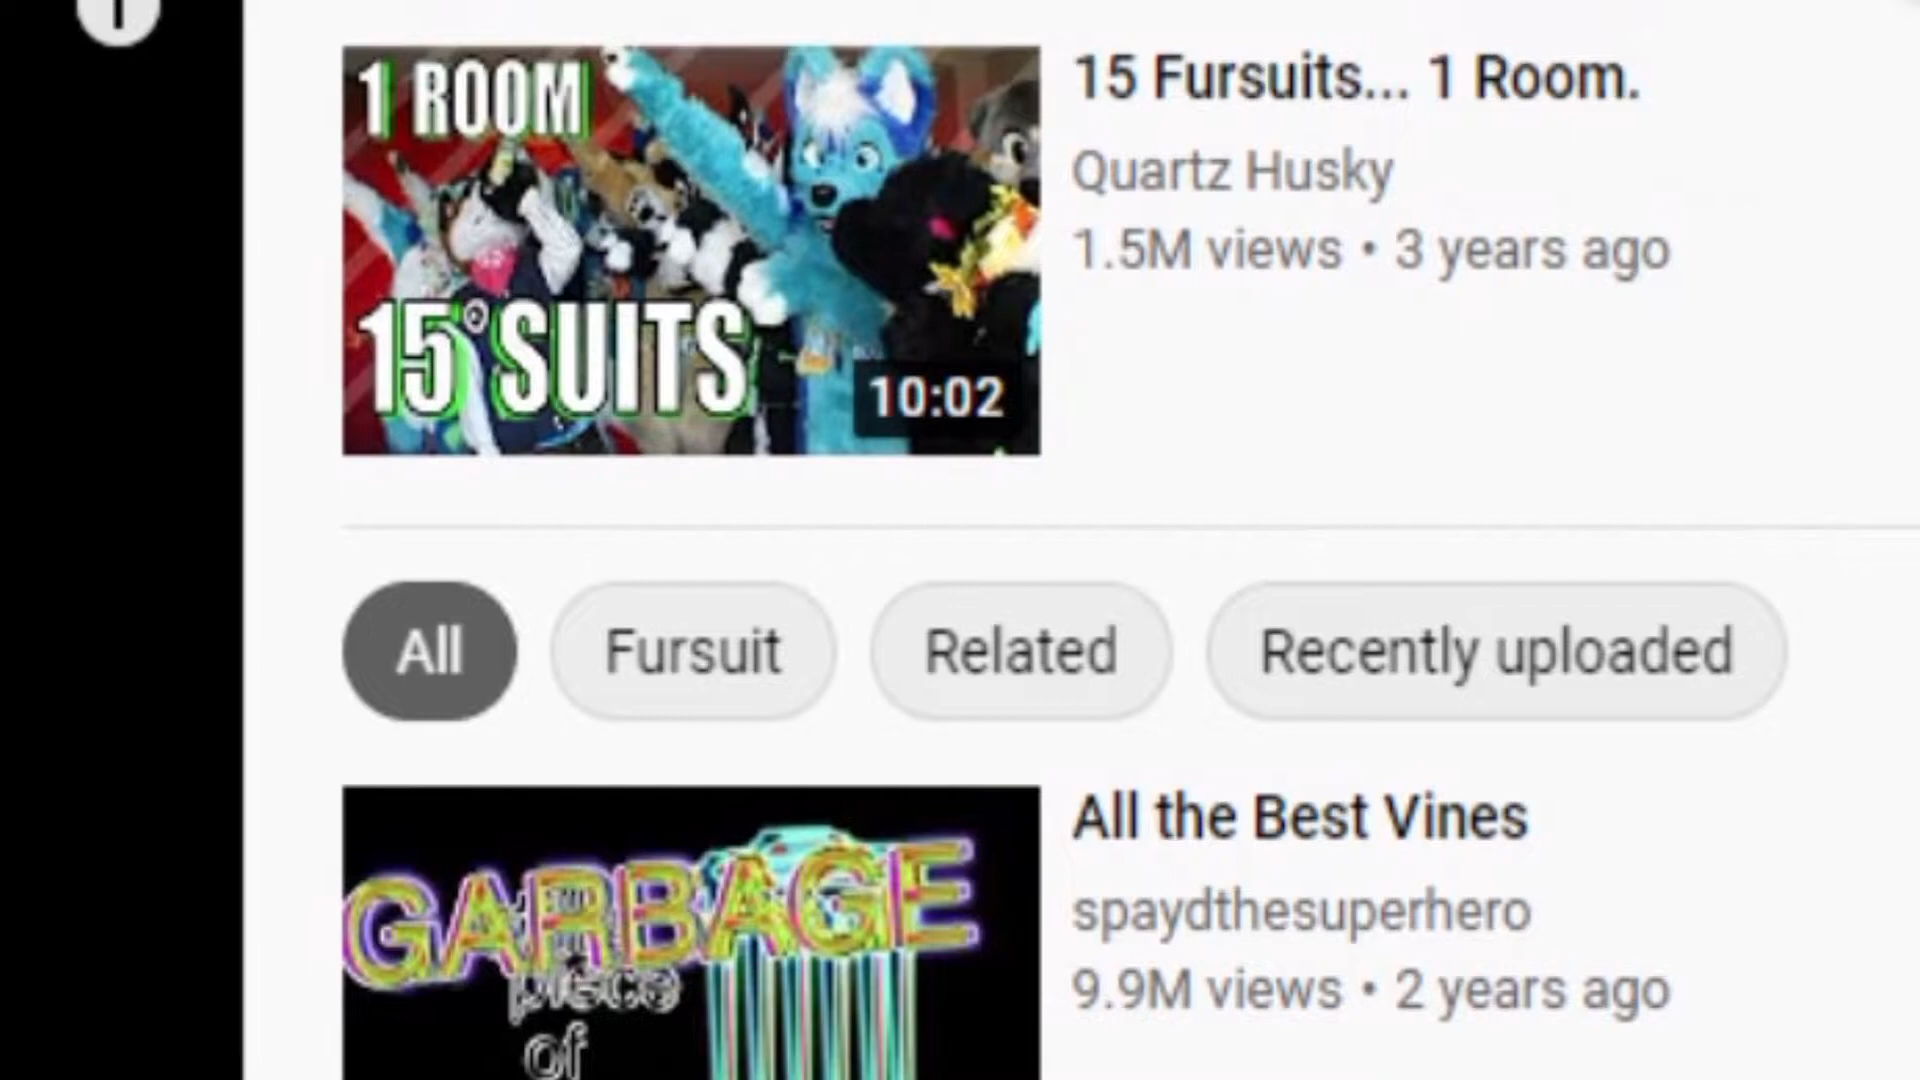 1 ROOM
15 SUITS
10:02
15 Fursuits... 1 Room.
Quartz Husky
1.5M views • 3 years ago
All
Fursuit
Related
Recently uploaded
GARBAGE
piece
of
All the Best Vines
spaydthesuperhero
9.9M views • 2 years ago